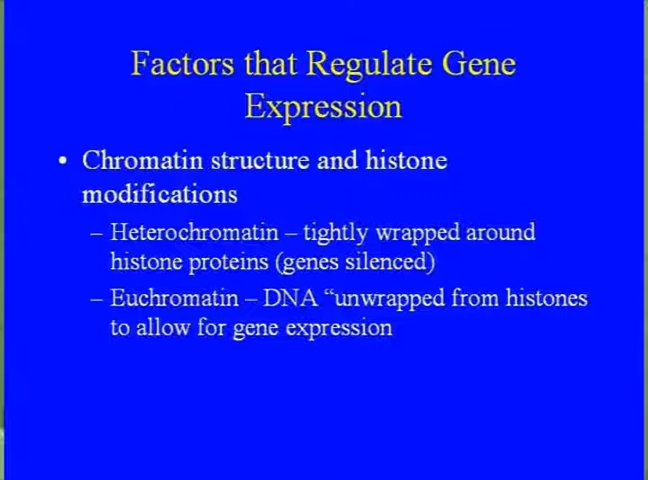 Factors that Regulate Gene
Expression
• Chromatin structure and histone
modifications
– Heterochromatin – tightly wrapped around
histone proteins (genes silenced)
– Euchromatin – DNA “unwrapped from histones
to allow for gene expression